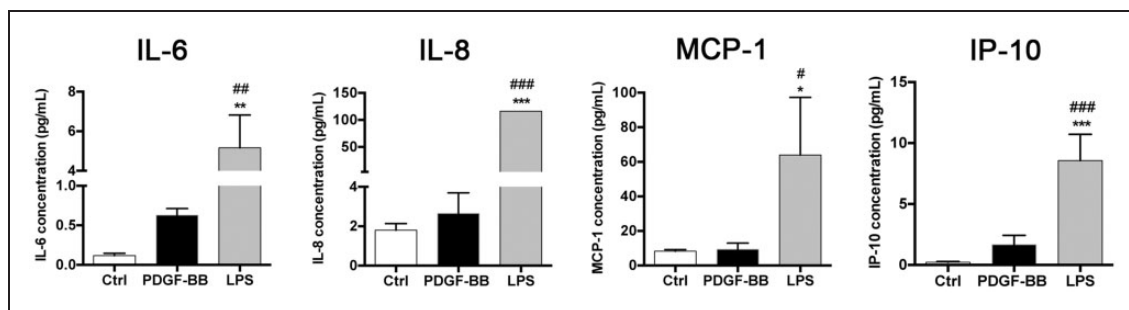 IL-6
IL-8
MCP-1
IP-10
IL-6 concentration (pg/mL)
8
6
4
1.0
0.5
0.0
##
**
Ctrl PDGF-BB LPS
IL-8 concentration (pg/mL)
150
100
50
4
2
0
###
***
Ctrl PDGF-BB LPS
MCP-1 concentration (pg/mL)
100
80
60
40
20
0
#
*
Ctrl PDGF-BB LPS
IP-10 concentration (pg/mL)
15
10
5
0
###
***
Ctrl PDGF-BB LPS